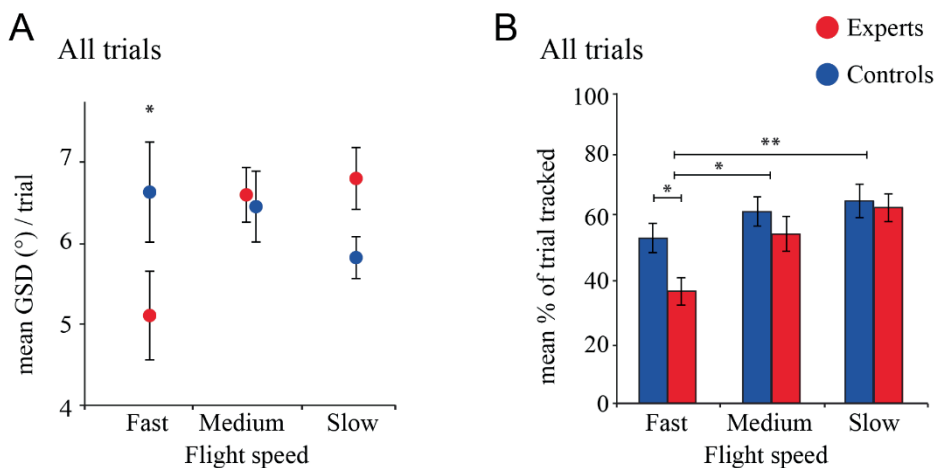 A
All trials
*
7
6
5
4
mean GSD (°) / trial
Fast Medium Slow
Flight speed
B
All trials
Experts
Controls
100
80
60
40
20
0
mean % of trial tracked
**
*
*
Fast Medium Slow
Flight speed